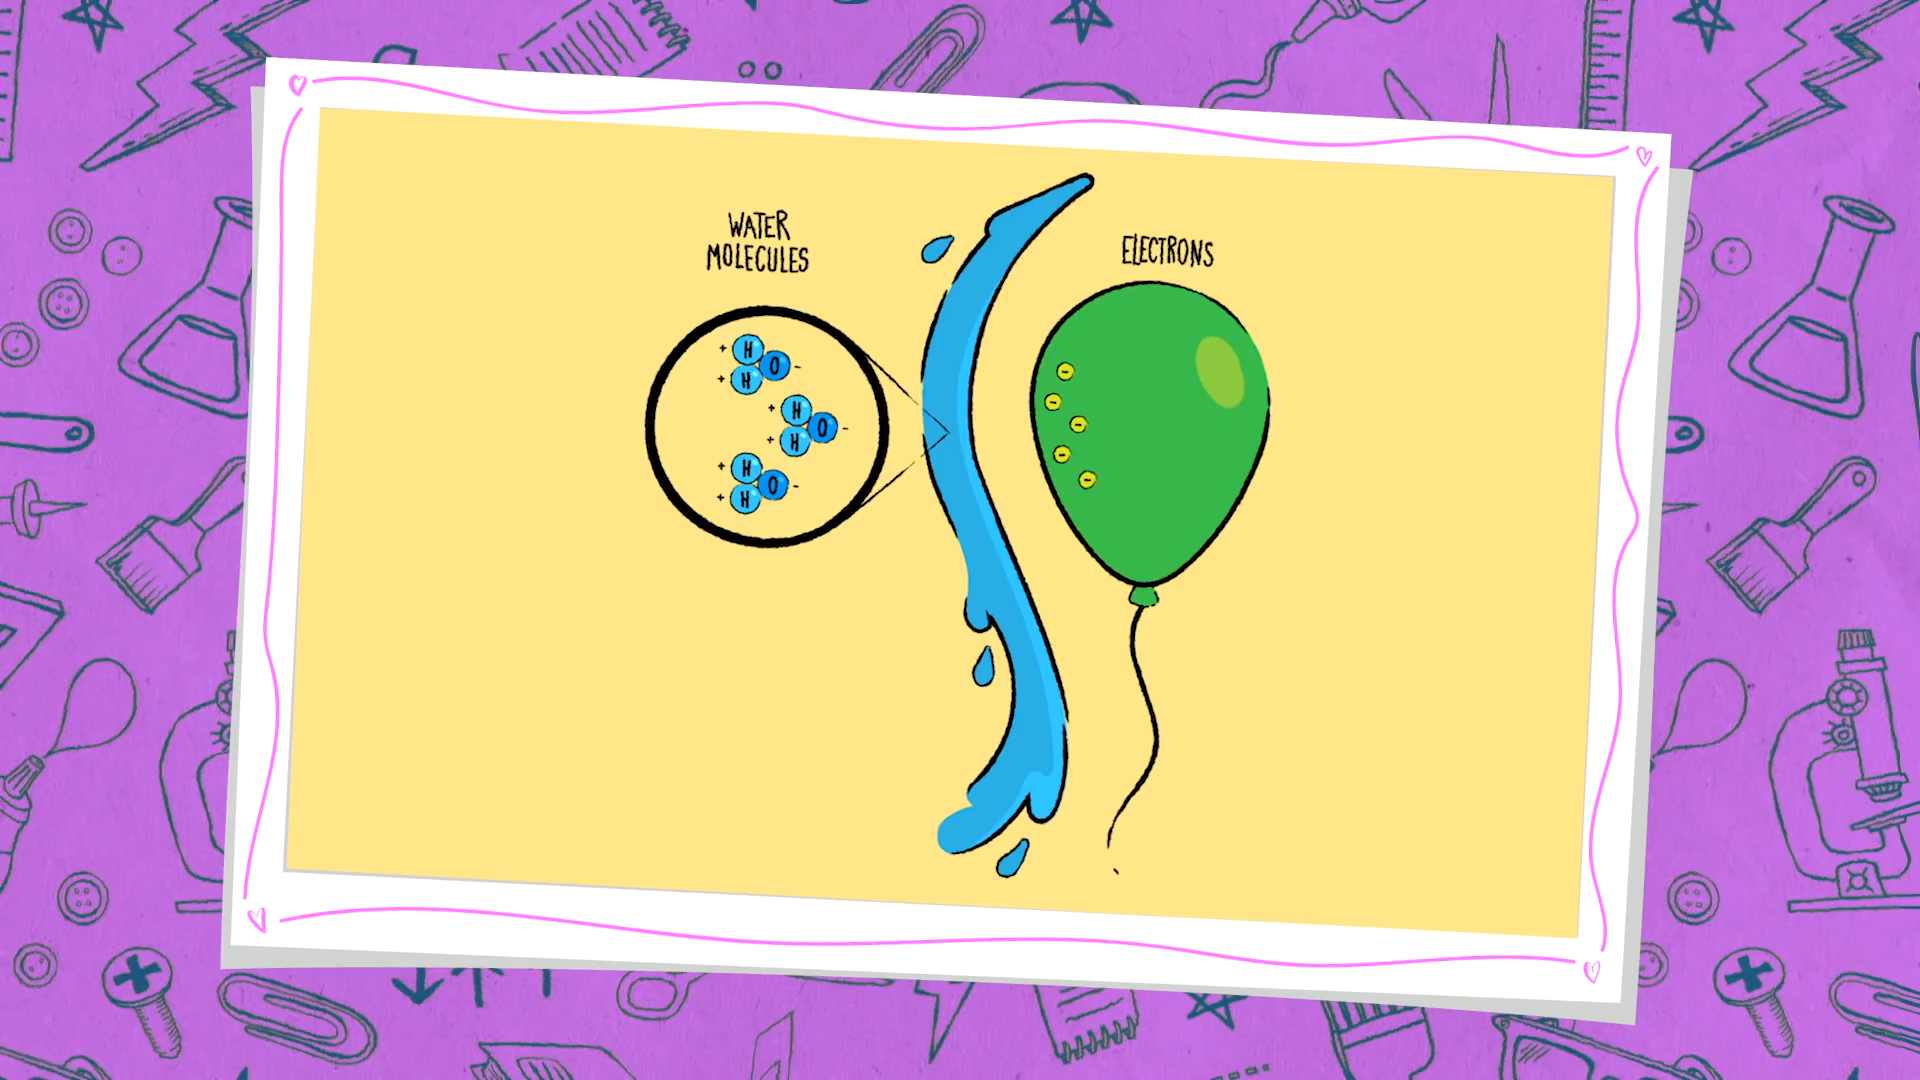 WATER
MOLECULES
ELECTRONS
+ H
O -
+ H
+ H
O -
+ H
+ H
O -
+ H
-
-
-
-
-